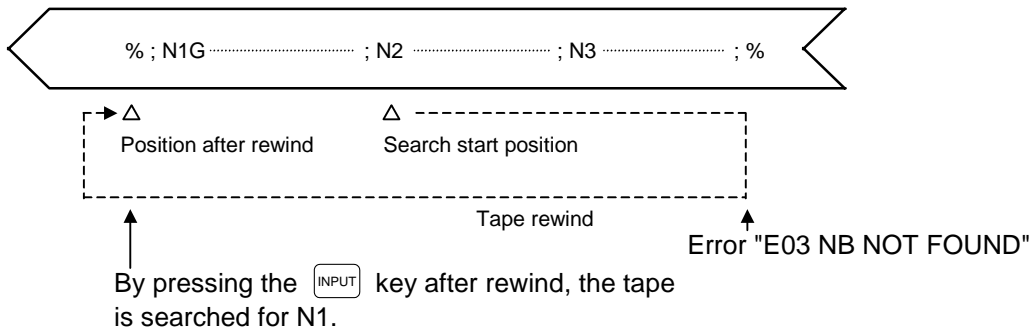 % ; N1G ; N2 ; N3 ; %
Position after rewind
Search start position
Tape rewind
Error "E03 NB NOT FOUND"
By pressing the INPUT key after rewind, the tape
is searched for N1.